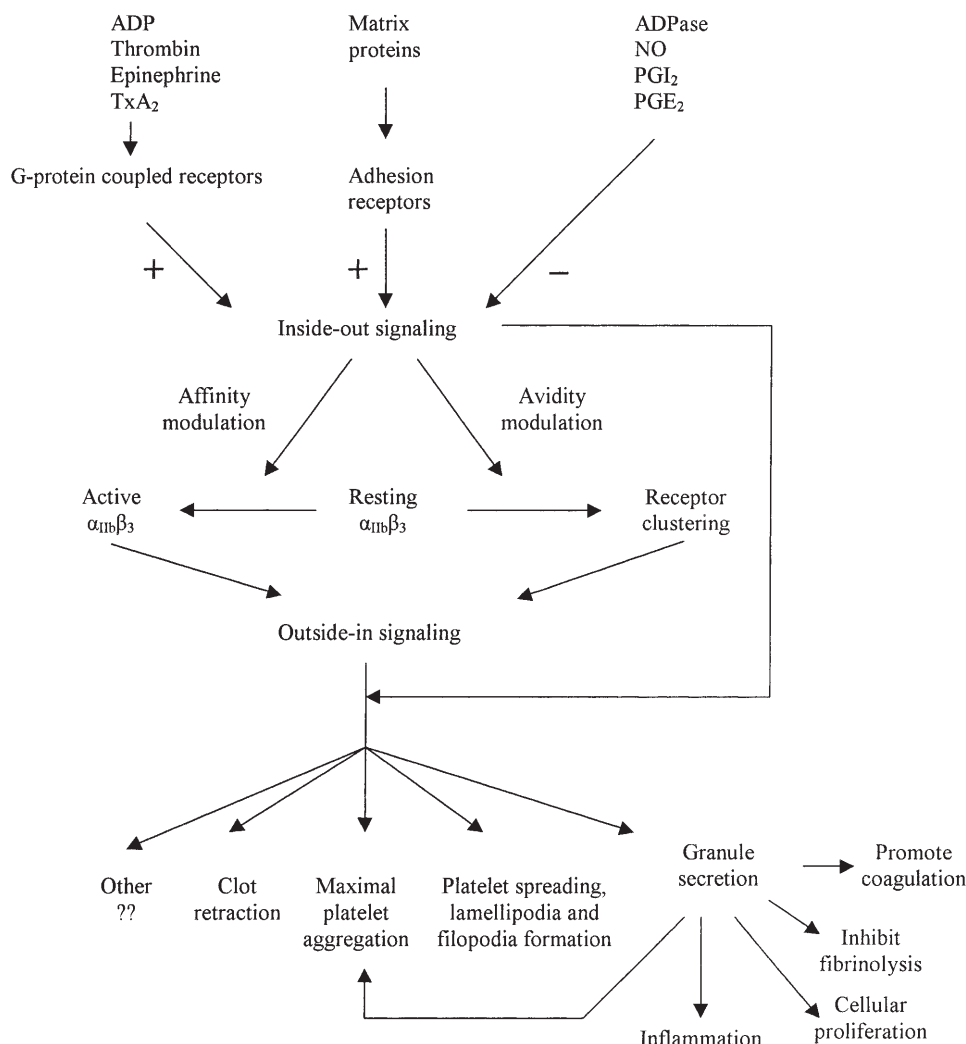 ADP
Thrombin
Epinephrine
TxA₂
Matrix
proteins
ADPase
NO
PGI₂
PGE₂
G-protein coupled receptors
Adhesion
receptors
+
+
−
Inside-out signaling
Affinity
modulation
Avidity
modulation
Active
αIIbβ₃
Resting
αIIbβ₃
Receptor
clustering
Outside-in signaling
Other
??
Clot
retraction
Maximal
platelet
aggregation
Platelet spreading,
lamellipodia and
filopodia formation
Granule
secretion
Promote
coagulation
Inhibit
fibrinolysis
Cellular
proliferation
Inflammation